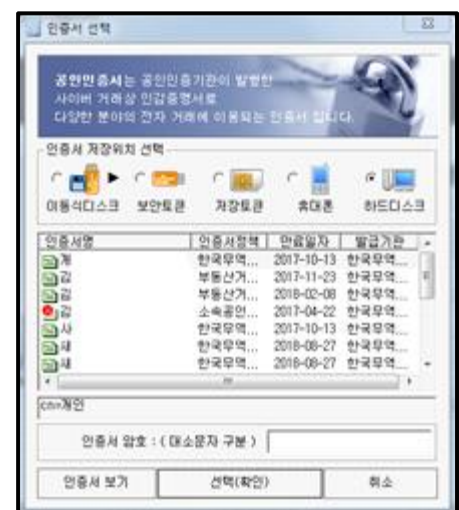 인증서 선택
공인인증서는 공인인증기관이 발행한
사이버 거래상 인감증명서로
다양한 분야의 전자 거래에 이용되는 인증서 입니다.
인증서 저장위치 선택
이동식디스크 보안토큰 저장토큰 휴대폰 하드디스크
인증서명 인증서정책 만료일자 발급기관
개 한국무역... 2017-10-13 한국무역...
김 부동산거... 2017-11-23 한국무역...
김 부동산거... 2018-02-08 한국무역...
김 소속공인... 2017-04-22 한국무역...
사 한국무역... 2017-10-13 한국무역...
새 한국무역... 2018-08-27 한국무역...
새 한국무역... 2018-08-27 한국무역...
cn=개인
인증서 암호 : ( 대소문자 구분 )
인증서 보기 선택(확인) 취소